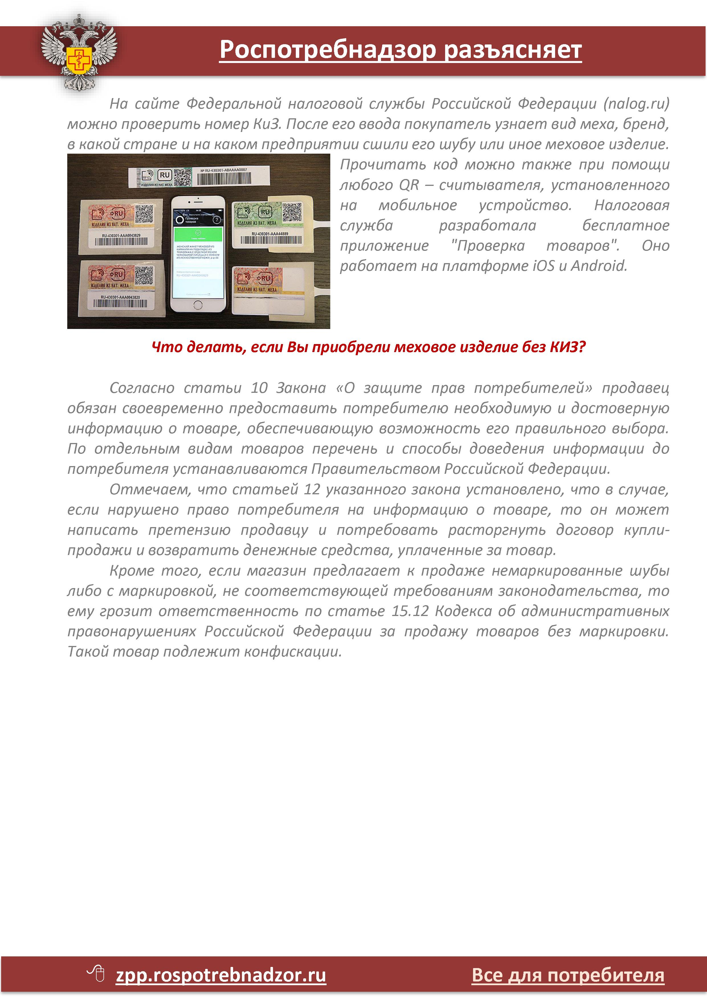 Роспотребнадзор разъясняет
На сайте Федеральной налоговой службы Российской Федерации (nalog.ru)
можно проверить номер КиЗ. После его ввода покупатель узнает вид меха, бренд,
в какой стране и на каком предприятии сшили его шубу или иное меховое изделие.
Прочитать код можно также при помощи
любого QR – считывателя, установленного
на мобильное устройство. Налоговая
служба разработала бесплатное
приложение "Проверка товаров". Оно
работает на платформе iOS и Android.
№ RU-430301-ABAAAA0007
RFID RU
ИЗДЕЛИЯ ИЗ НАТ. МЕХА
RFID RU
ИЗДЕЛИЯ ИЗ НАТ. МЕХА
RU-430301-AAA0043829
YOTA LTE 14:25
Вернуться к сканированию
Проверка
товаров
?
Товар найден
ЖЕНСКИЙ ЖАКЕТ МЕХОВОЙ ИЗ
КАРАКУЛЯ НА ПОДКЛАДКЕ ИЗ
ТРИКОТАЖА С ОТДЕЛКОЙ МЕХОМ
ЧЕРНОБУРОЙ ЛИСИЦЫ И С РЕМНЕМ
ИЗ ИСКУССТВЕННОЙ КОЖИ, р-р 44
RU-430301-AAA0043929
RFID RU
ИЗДЕЛИЯ ИЗ НАТ. МЕХА
RU-430301-AAA44889
RFID RU
ИЗДЕЛИЯ ИЗ НАТ. МЕХА
RU-430301-AAA0043820
RFID RU
ИЗДЕЛИЯ ИЗ НАТ. МЕХА
Что делать, если Вы приобрели меховое изделие без КИЗ?
Согласно статьи 10 Закона «О защите прав потребителей» продавец
обязан своевременно предоставить потребителю необходимую и достоверную
информацию о товаре, обеспечивающую возможность его правильного выбора.
По отдельным видам товаров перечень и способы доведения информации до
потребителя устанавливаются Правительством Российской Федерации.
Отмечаем, что статьей 12 указанного закона установлено, что в случае,
если нарушено право потребителя на информацию о товаре, то он может
написать претензию продавцу и потребовать расторгнуть договор купли-
продажи и возвратить денежные средства, уплаченные за товар.
Кроме того, если магазин предлагает к продаже немаркированные шубы
либо с маркировкой, не соответствующей требованиям законодательства, то
ему грозит ответственность по статье 15.12 Кодекса об административных
правонарушениях Российской Федерации за продажу товаров без маркировки.
Такой товар подлежит конфискации.
zpp.rospotrebnadzor.ru
Все для потребителя